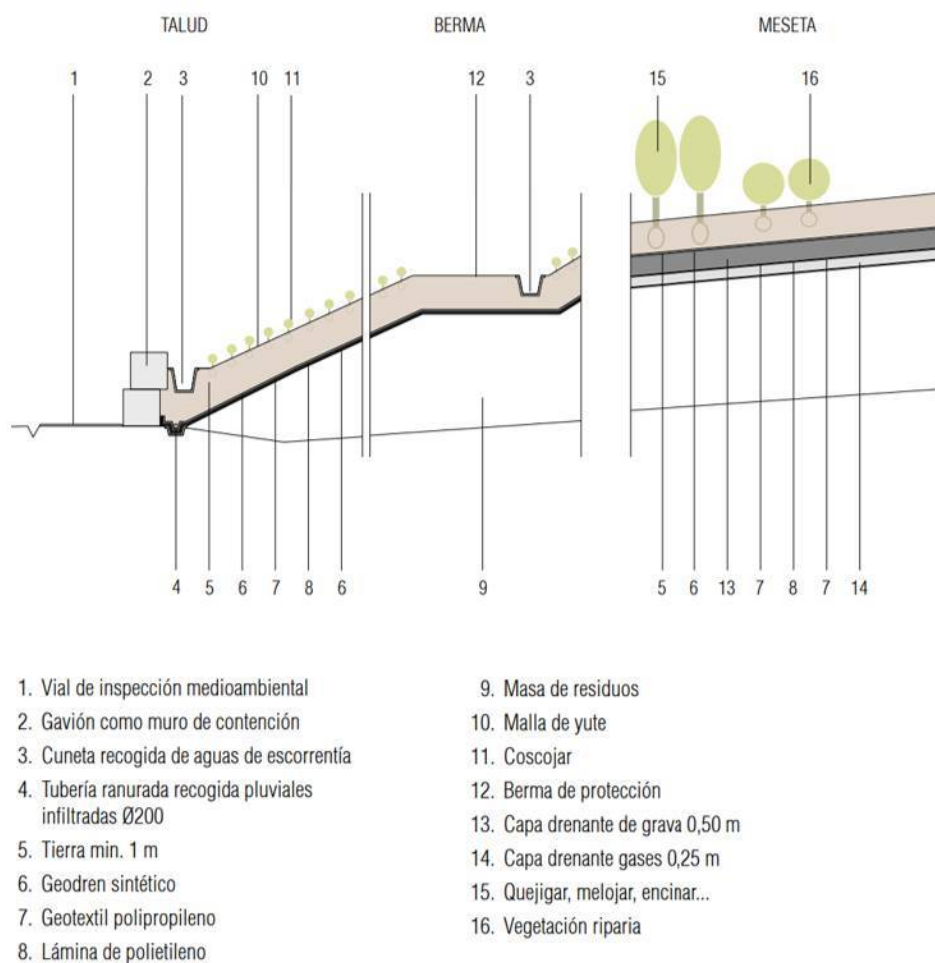 TALUD
BERMA
MESETA
1
2
3
10
11
12
3
15
16
4
5
6
7
8
6
9
5
6
13
7
8
7
14
1. Vial de inspección medioambiental
2. Gavión como muro de contención
3. Cuneta recogida de aguas de escorrentía
4. Tubería ranurada recogida pluviales
infiltradas Ø200
5. Tierra min. 1 m
6. Geodren sintético
7. Geotextil polipropileno
8. Lámina de polietileno
9. Masa de residuos
10. Malla de yute
11. Coscojar
12. Berma de protección
13. Capa drenante de grava 0,50 m
14. Capa drenante gases 0,25 m
15. Quejigar, melojar, encinar...
16. Vegetación riparia